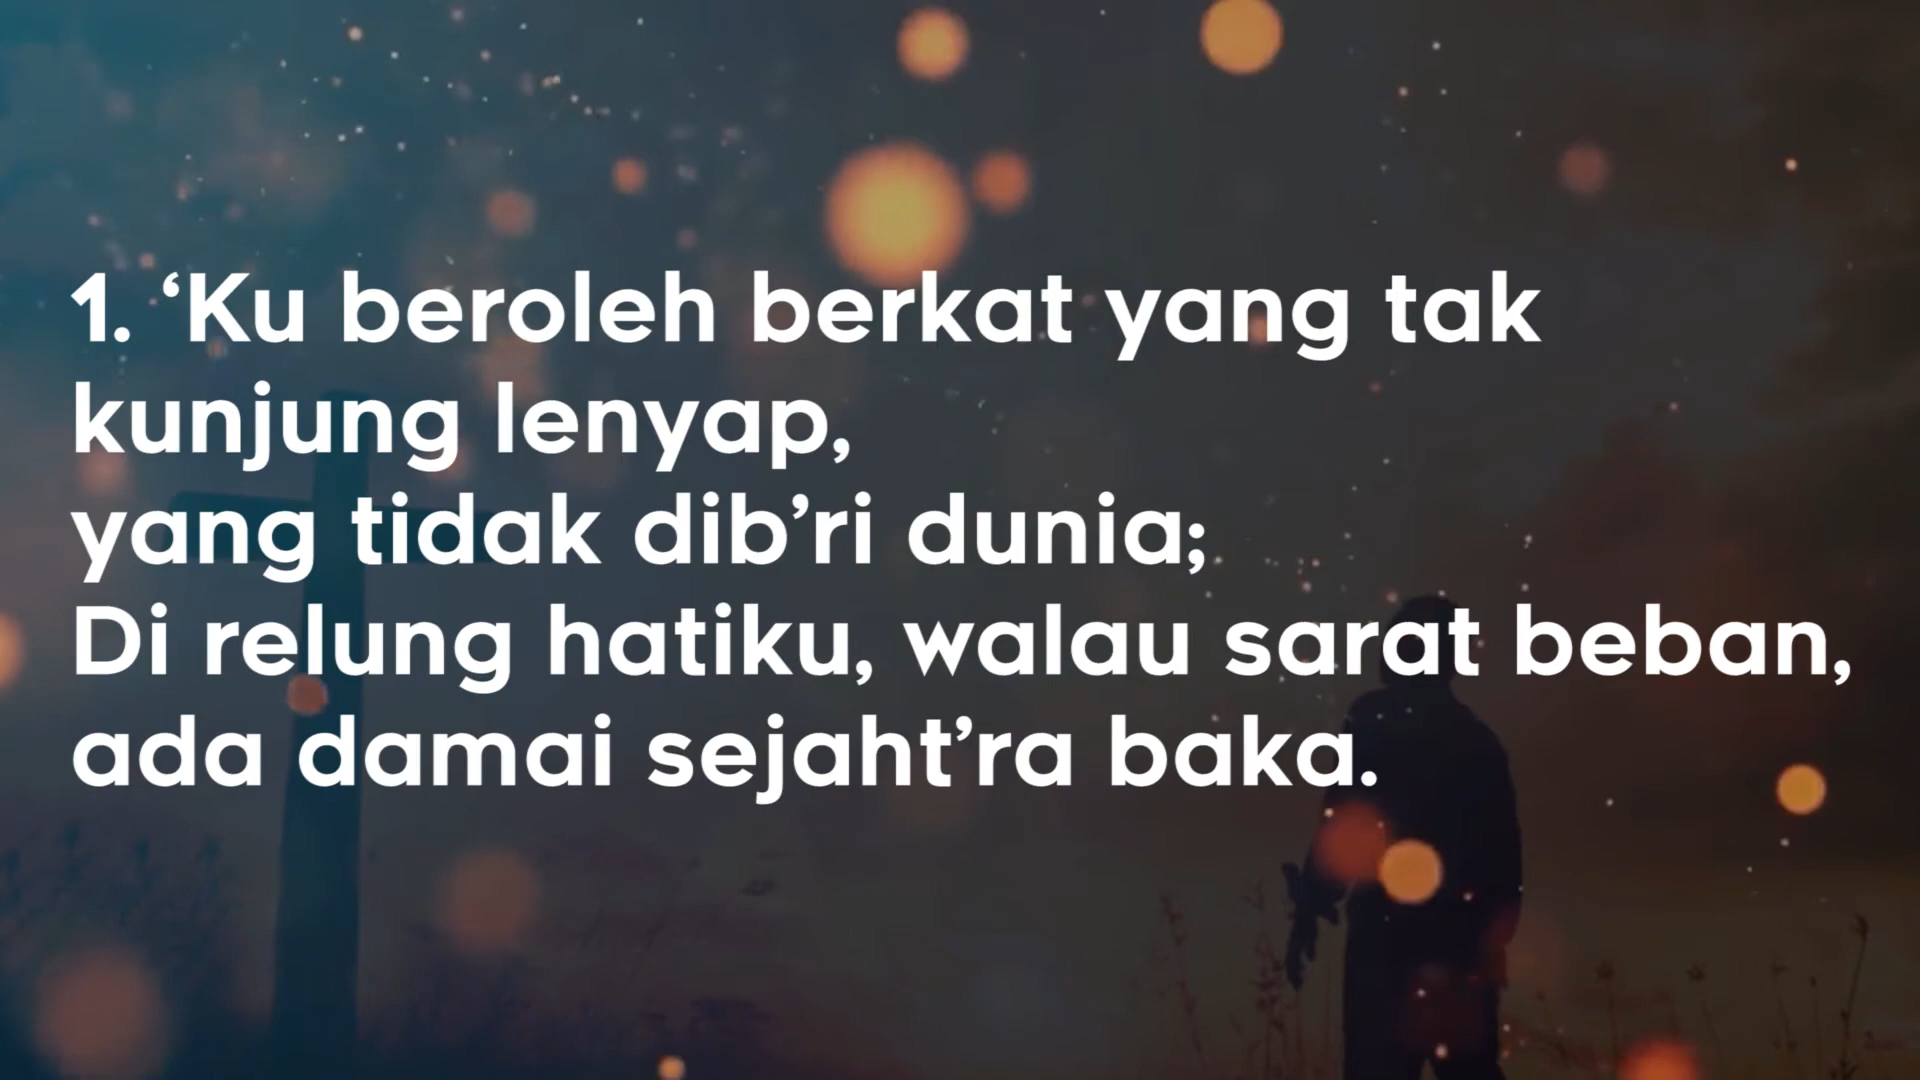 1. ‘Ku beroleh berkat yang tak
kunjung lenyap,
yang tidak dib’ri dunia;
Di relung hatiku, walau sarat beban,
ada damai sejaht’ra baka.